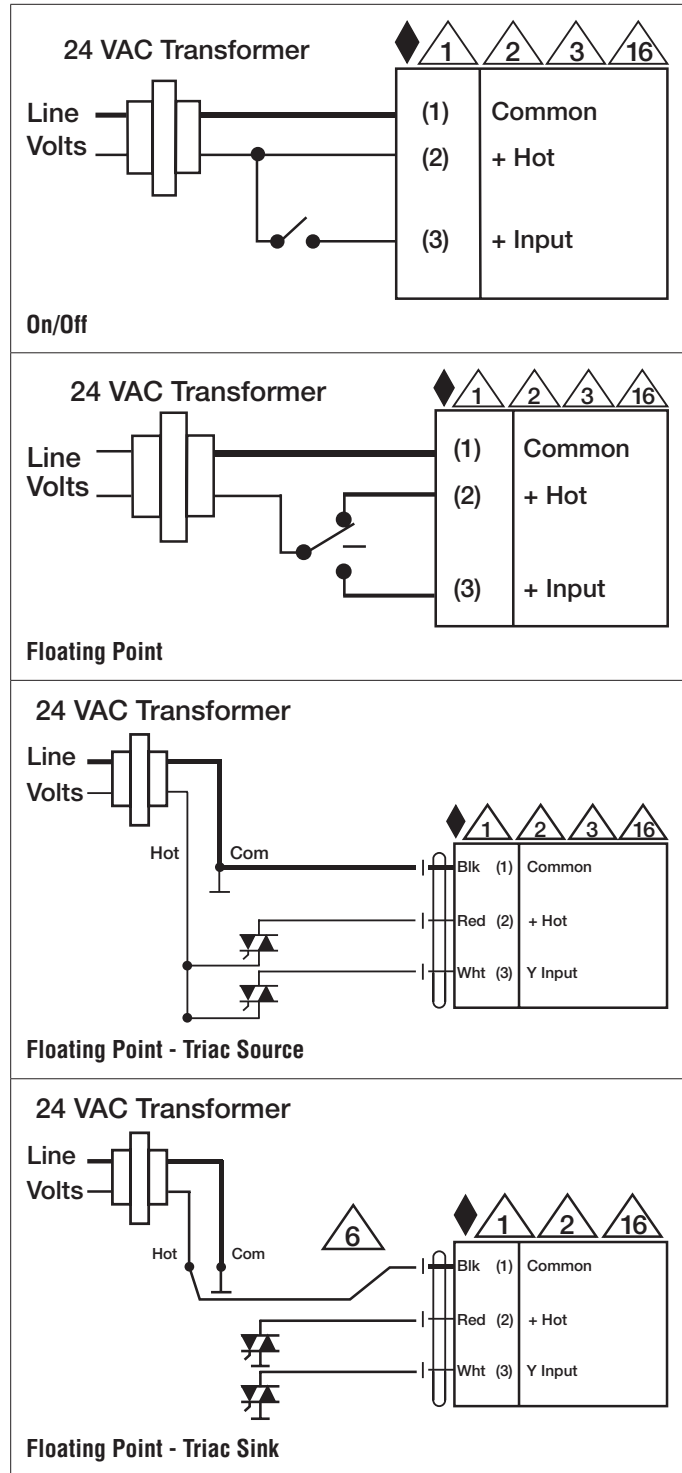 24 VAC Transformer
1 2 3 16
Line
Volts
(1) Common
(2) + Hot
(3) + Input
On/Off
24 VAC Transformer
1 2 3 16
Line
Volts
(1) Common
(2) + Hot
(3) + Input
Floating Point
24 VAC Transformer
Line
Volts
1 2 3 16
Hot Com
Blk (1) Common
Red (2) + Hot
Wht (3) Y Input
Floating Point - Triac Source
24 VAC Transformer
Line
Volts
6
1 2 16
Hot Com
Blk (1) Common
Red (2) + Hot
Wht (3) Y Input
Floating Point - Triac Sink